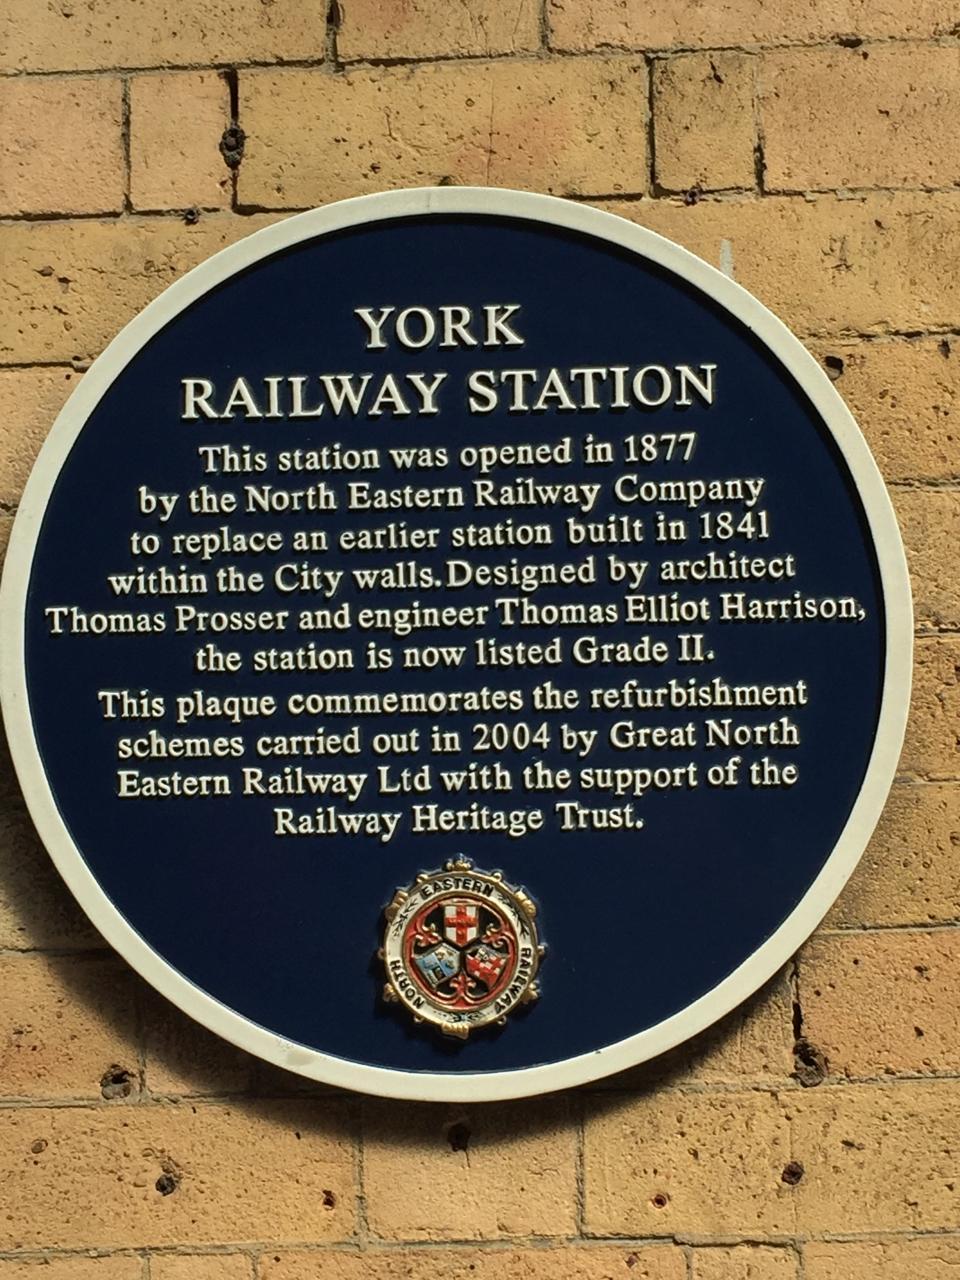 YORK
RAILWAY STATION
This station was opened in 1877
by the North Eastern Railway Company
to replace an earlier station built in 1841
within the City walls. Designed by architect
Thomas Prosser and engineer Thomas Elliot Harrison,
the station is now listed Grade II.
This plaque commemorates the refurbishment
schemes carried out in 2004 by Great North
Eastern Railway Ltd with the support of the
Railway Heritage Trust.
NORTH EASTERN RAILWAY